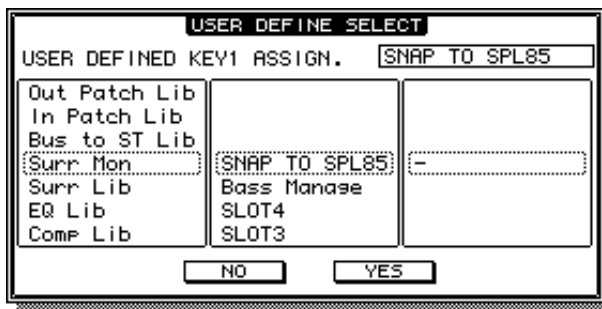 USER DEFINE SELECT
USER DEFINED KEY1 ASSIGN. SNAP TO SPL85
Out Patch Lib
In Patch Lib
Bus to ST Lib
Surr Mon SNAP TO SPL85 -
Surr Lib Bass Manage
EQ Lib SLOT4
Comp Lib SLOT3
NO YES